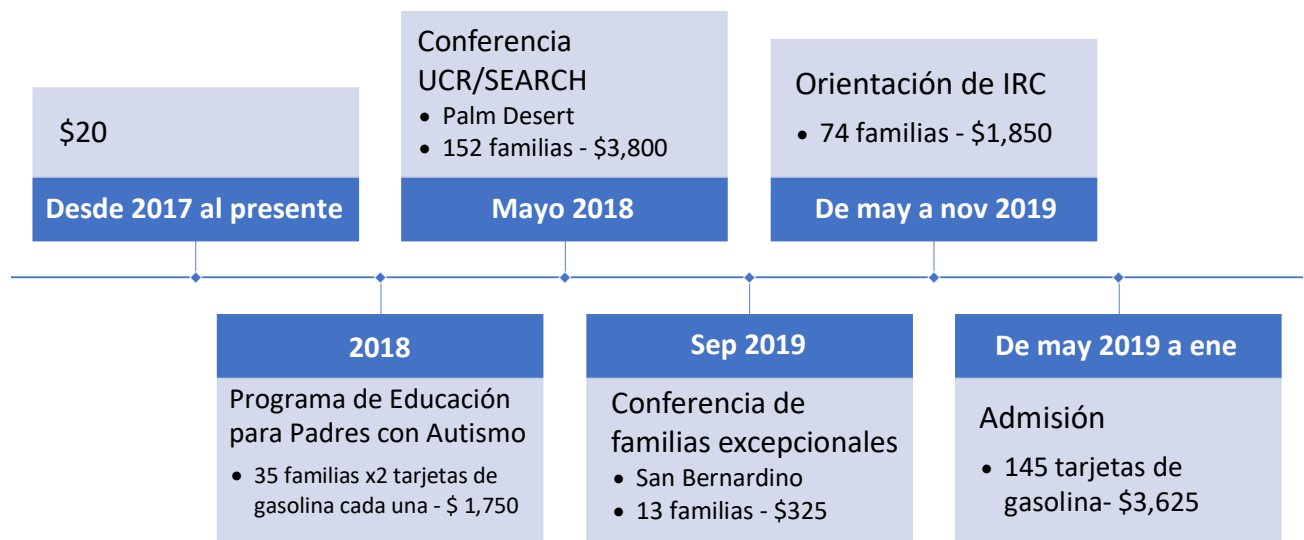 $20
Desde 2017 al presente
2018
Programa de Educación
para Padres con Autismo
• 35 familias x2 tarjetas de
gasolina cada una - $ 1,750
Conferencia
UCR/SEARCH
• Palm Desert
• 152 familias - $3,800
Mayo 2018
Sep 2019
Conferencia de
familias excepcionales
• San Bernardino
• 13 familias - $325
Orientación de IRC
• 74 familias - $1,850
De may a nov 2019
De may 2019 a ene
Admisión
• 145 tarjetas de
gasolina- $3,625